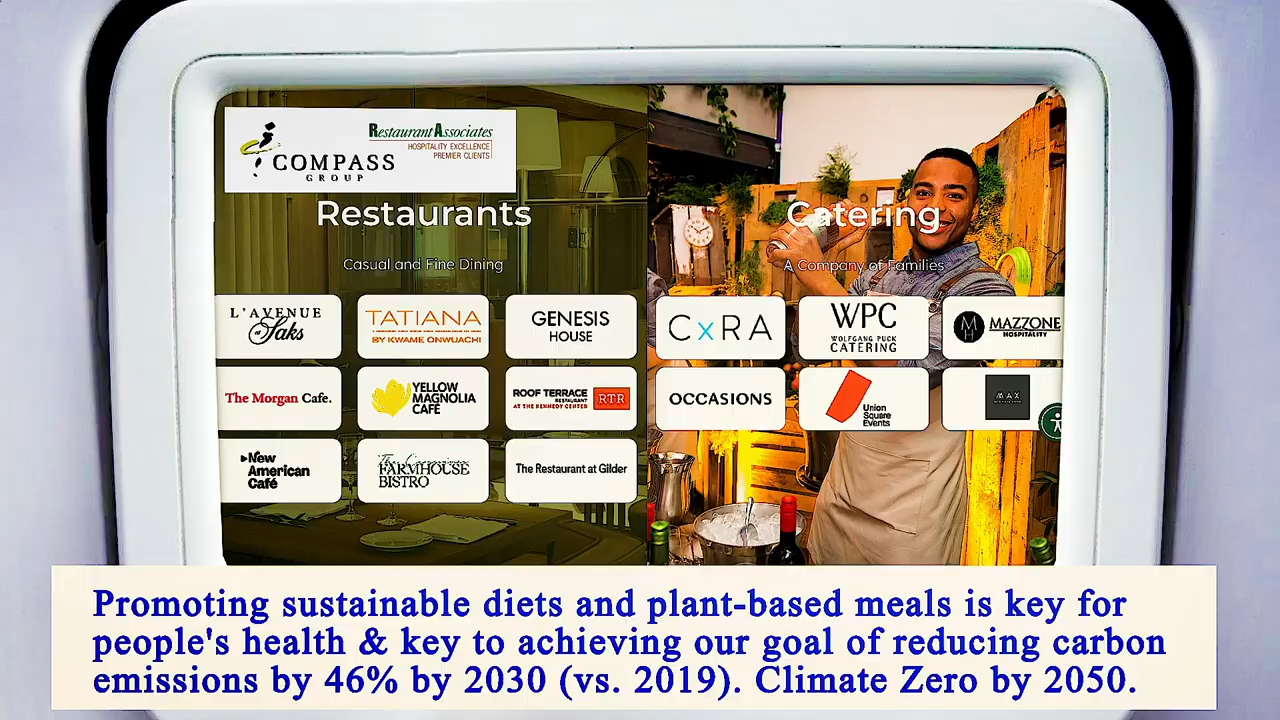 COMPASS
GROUP
RESTAURANT ASSOCIATES
HOSPITALITY EXCELLENCE
PREMIER CLIENTS
Restaurants
Casual and Fine Dining
L'AVENUE
Saks
TATIANA
BY KWAME ONWUACHI
GENESIS
HOUSE
The Morgan Cafe.
YELLOW
MAGNOLIA
CAFÉ
ROOF TERRACE
RESTAURANT
AT THE KENNEDY CENTER
RTR
New
American
Café
FARMHOUSE
BISTRO
The Restaurant at Gilder
Catering
A Company of Families
CxRA
WPC
WOLFGANG PUCK
CATERING
MH
MAZZONE
HOSPITALITY
OCCASIONS
Union
Square
Events
MAX
Promoting sustainable diets and plant-based meals is key for
people's health & key to achieving our goal of reducing carbon
emissions by 46% by 2030 (vs. 2019). Climate Zero by 2050.